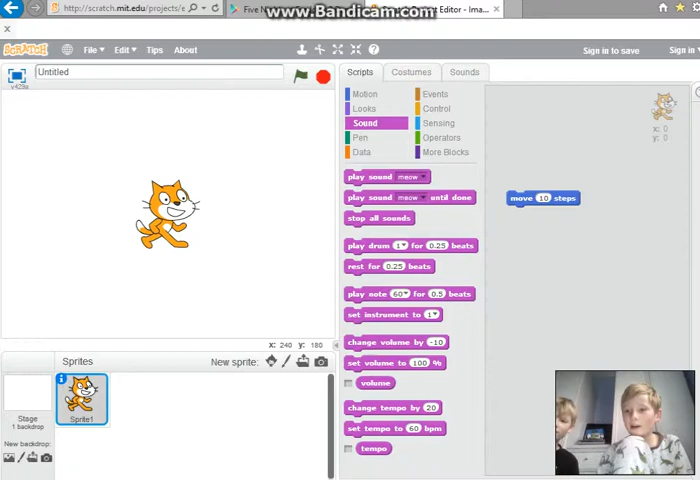 www.Bandicam.com
http://scratch.mit.edu/projects/e
Five N
Project Editor - Ima...
SCRATCH
File
Edit
Tips
About
Sign in to save
Sign in
v429a
Untitled
Scripts
Costumes
Sounds
Motion
Events
Looks
Control
Sound
Sensing
Pen
Operators
Data
More Blocks
x: 0
y: 0
play sound meow
play sound meow until done
stop all sounds
play drum 1 for 0.25 beats
rest for 0.25 beats
play note 60 for 0.5 beats
set instrument to 1
change volume by -10
set volume to 100 %
volume
change tempo by 20
set tempo to 60 bpm
tempo
move 10 steps
x: 240 y: 180
Sprites
New sprite:
Sprite1
Stage
1 backdrop
New backdrop: